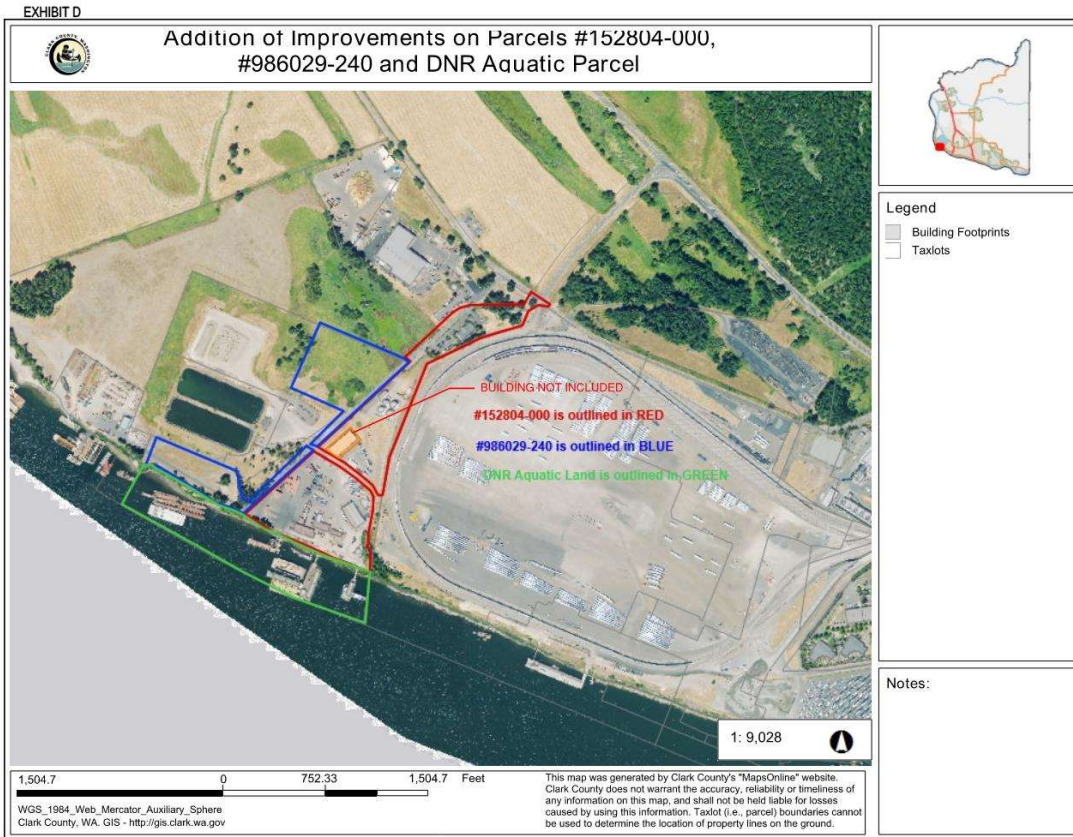 EXHIBIT D
Addition of Improvements on Parcels #152804-000,
#986029-240 and DNR Aquatic Parcel
BUILDING NOT INCLUDED
#152804-000 is outlined in RED
#986029-240 is outlined in BLUE
DNR Aquatic Land is outlined in GREEN
Legend
Building Footprints
Taxlots
Notes:
1: 9,028
1,504.7 0 752.33 1,504.7 Feet
WGS_1984_Web_Mercator_Auxiliary_Sphere
Clark County, WA. GIS - http://gis.clark.wa.gov
This map was generated by Clark County's "MapsOnline" website.
Clark County does not warrant the accuracy, reliability or timeliness of
any information on this map, and shall not be held liable for losses
caused by using this information. Taxlot (i.e., parcel) boundaries cannot
be used to determine the location of property lines on the ground.